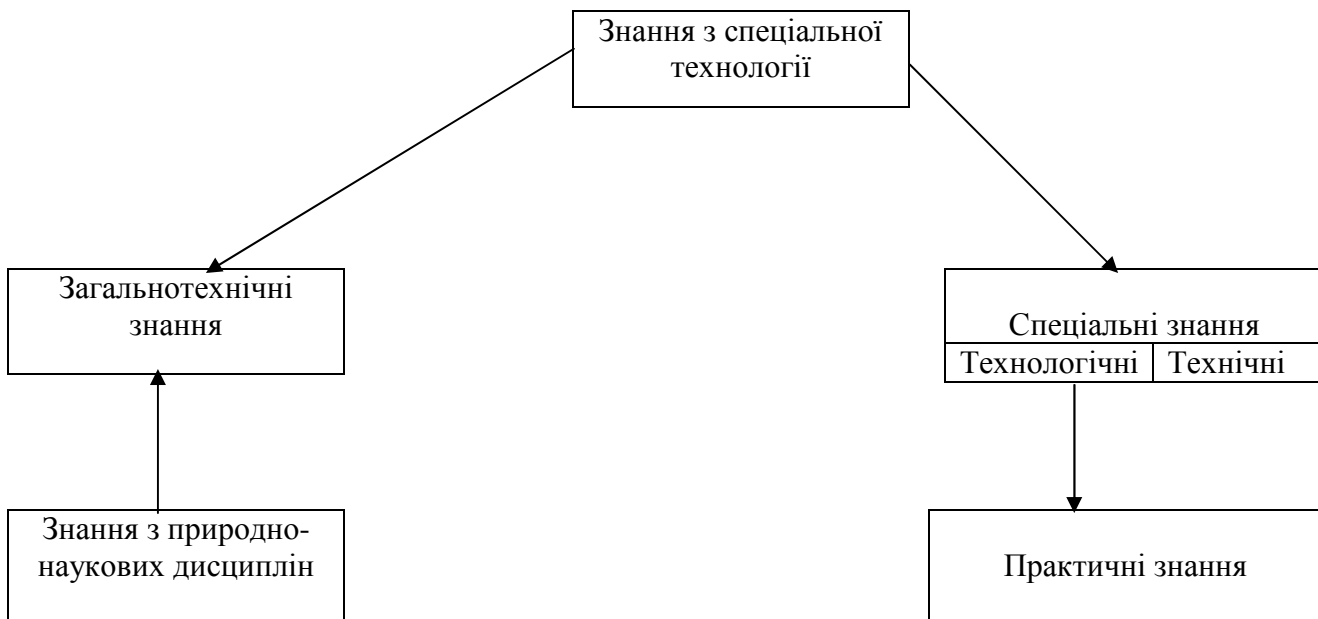 Знання з спеціальної
технології
Загальнотехнічні
знання
Спеціальні знання
Технологічні Технічні
Знання з природно-
наукових дисциплін
Практичні знання